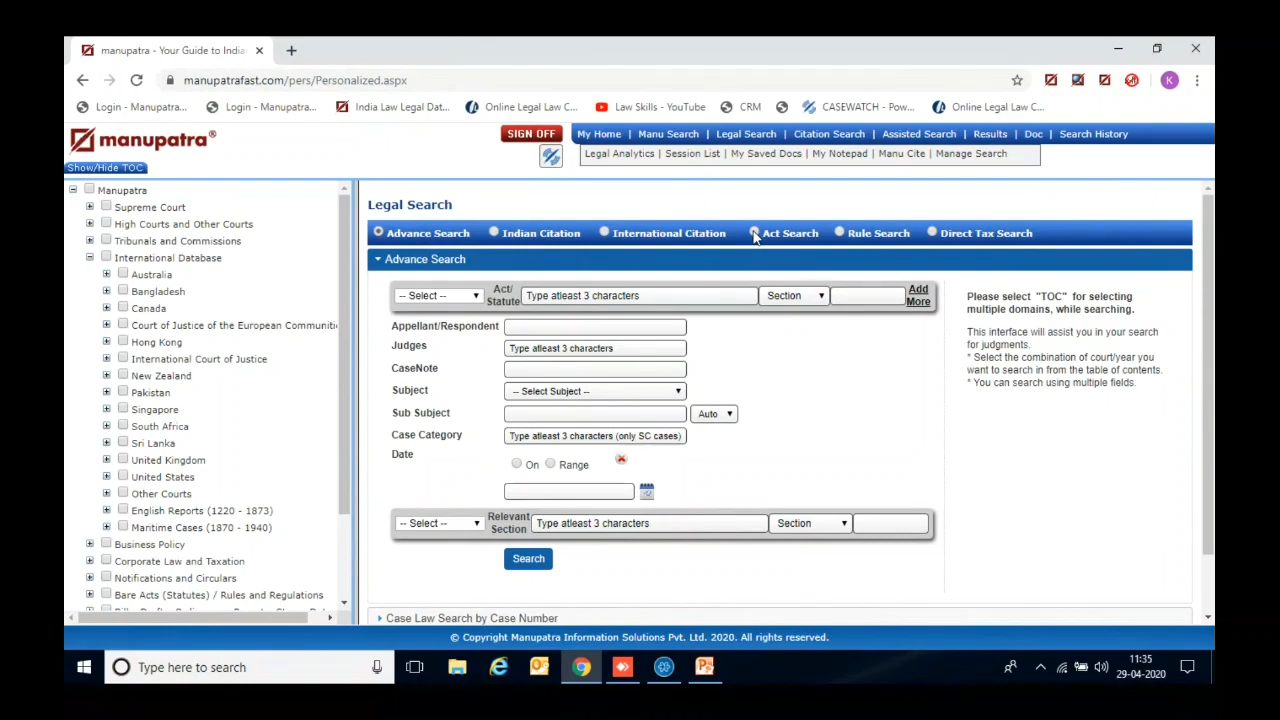 manupatra - Your Guide to India
manupatrafast.com/pers/Personalized.aspx
K
Login - Manupatra... Login - Manupatra... India Law Legal Dat... Online Legal Law C... Law Skills - YouTube CRM CASEWATCH - Pow... Online Legal Law C...
manupatra®
SIGN OFF
My Home | Manu Search | Legal Search | Citation Search | Assisted Search | Results | Doc | Search History
Legal Analytics | Session List | My Saved Docs | My Notepad | Manu Cite | Manage Search
Show/Hide TOC
Manupatra
Supreme Court
High Courts and Other Courts
Tribunals and Commissions
International Database
Australia
Bangladesh
Canada
Court of Justice of the European Communiti
Hong Kong
International Court of Justice
New Zealand
Pakistan
Singapore
South Africa
Sri Lanka
United Kingdom
United States
Other Courts
English Reports (1220 - 1873)
Maritime Cases (1870 - 1940)
Business Policy
Corporate Law and Taxation
Notifications and Circulars
Bare Acts (Statutes) / Rules and Regulations
Legal Search
Advance Search Indian Citation International Citation Act Search Rule Search Direct Tax Search
Advance Search
-- Select -- Act/ Statute Type atleast 3 characters Section Add More
Appellant/Respondent
Judges Type atleast 3 characters
CaseNote
Subject -- Select Subject --
Sub Subject Auto
Case Category Type atleast 3 characters (only SC cases)
Date
On Range
-- Select -- Relevant Section Type atleast 3 characters Section
Search
Please select "TOC" for selecting
multiple domains, while searching.
This interface will assist you in your search
for judgments.
* Select the combination of court/year you
want to search in from the table of contents.
* You can search using multiple fields.
Case Law Search by Case Number
© Copyright Manupatra Information Solutions Pvt. Ltd. 2020. All rights reserved.
Type here to search
11:35
29-04-2020